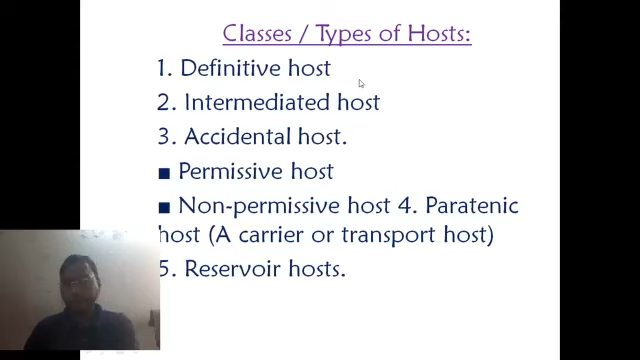 Classes / Types of Hosts:
1. Definitive host
2. Intermediated host
3. Accidental host.
■ Permissive host
■ Non-permissive host 4. Paratenic
host (A carrier or transport host)
5. Reservoir hosts.